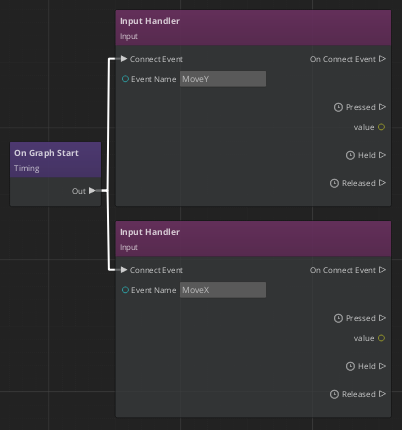 Input Handler
Input
Connect Event On Connect Event
Event Name MoveY
Pressed
value
Held
Released
On Graph Start
Timing
Out
Input Handler
Input
Connect Event On Connect Event
Event Name MoveX
Pressed
value
Held
Released